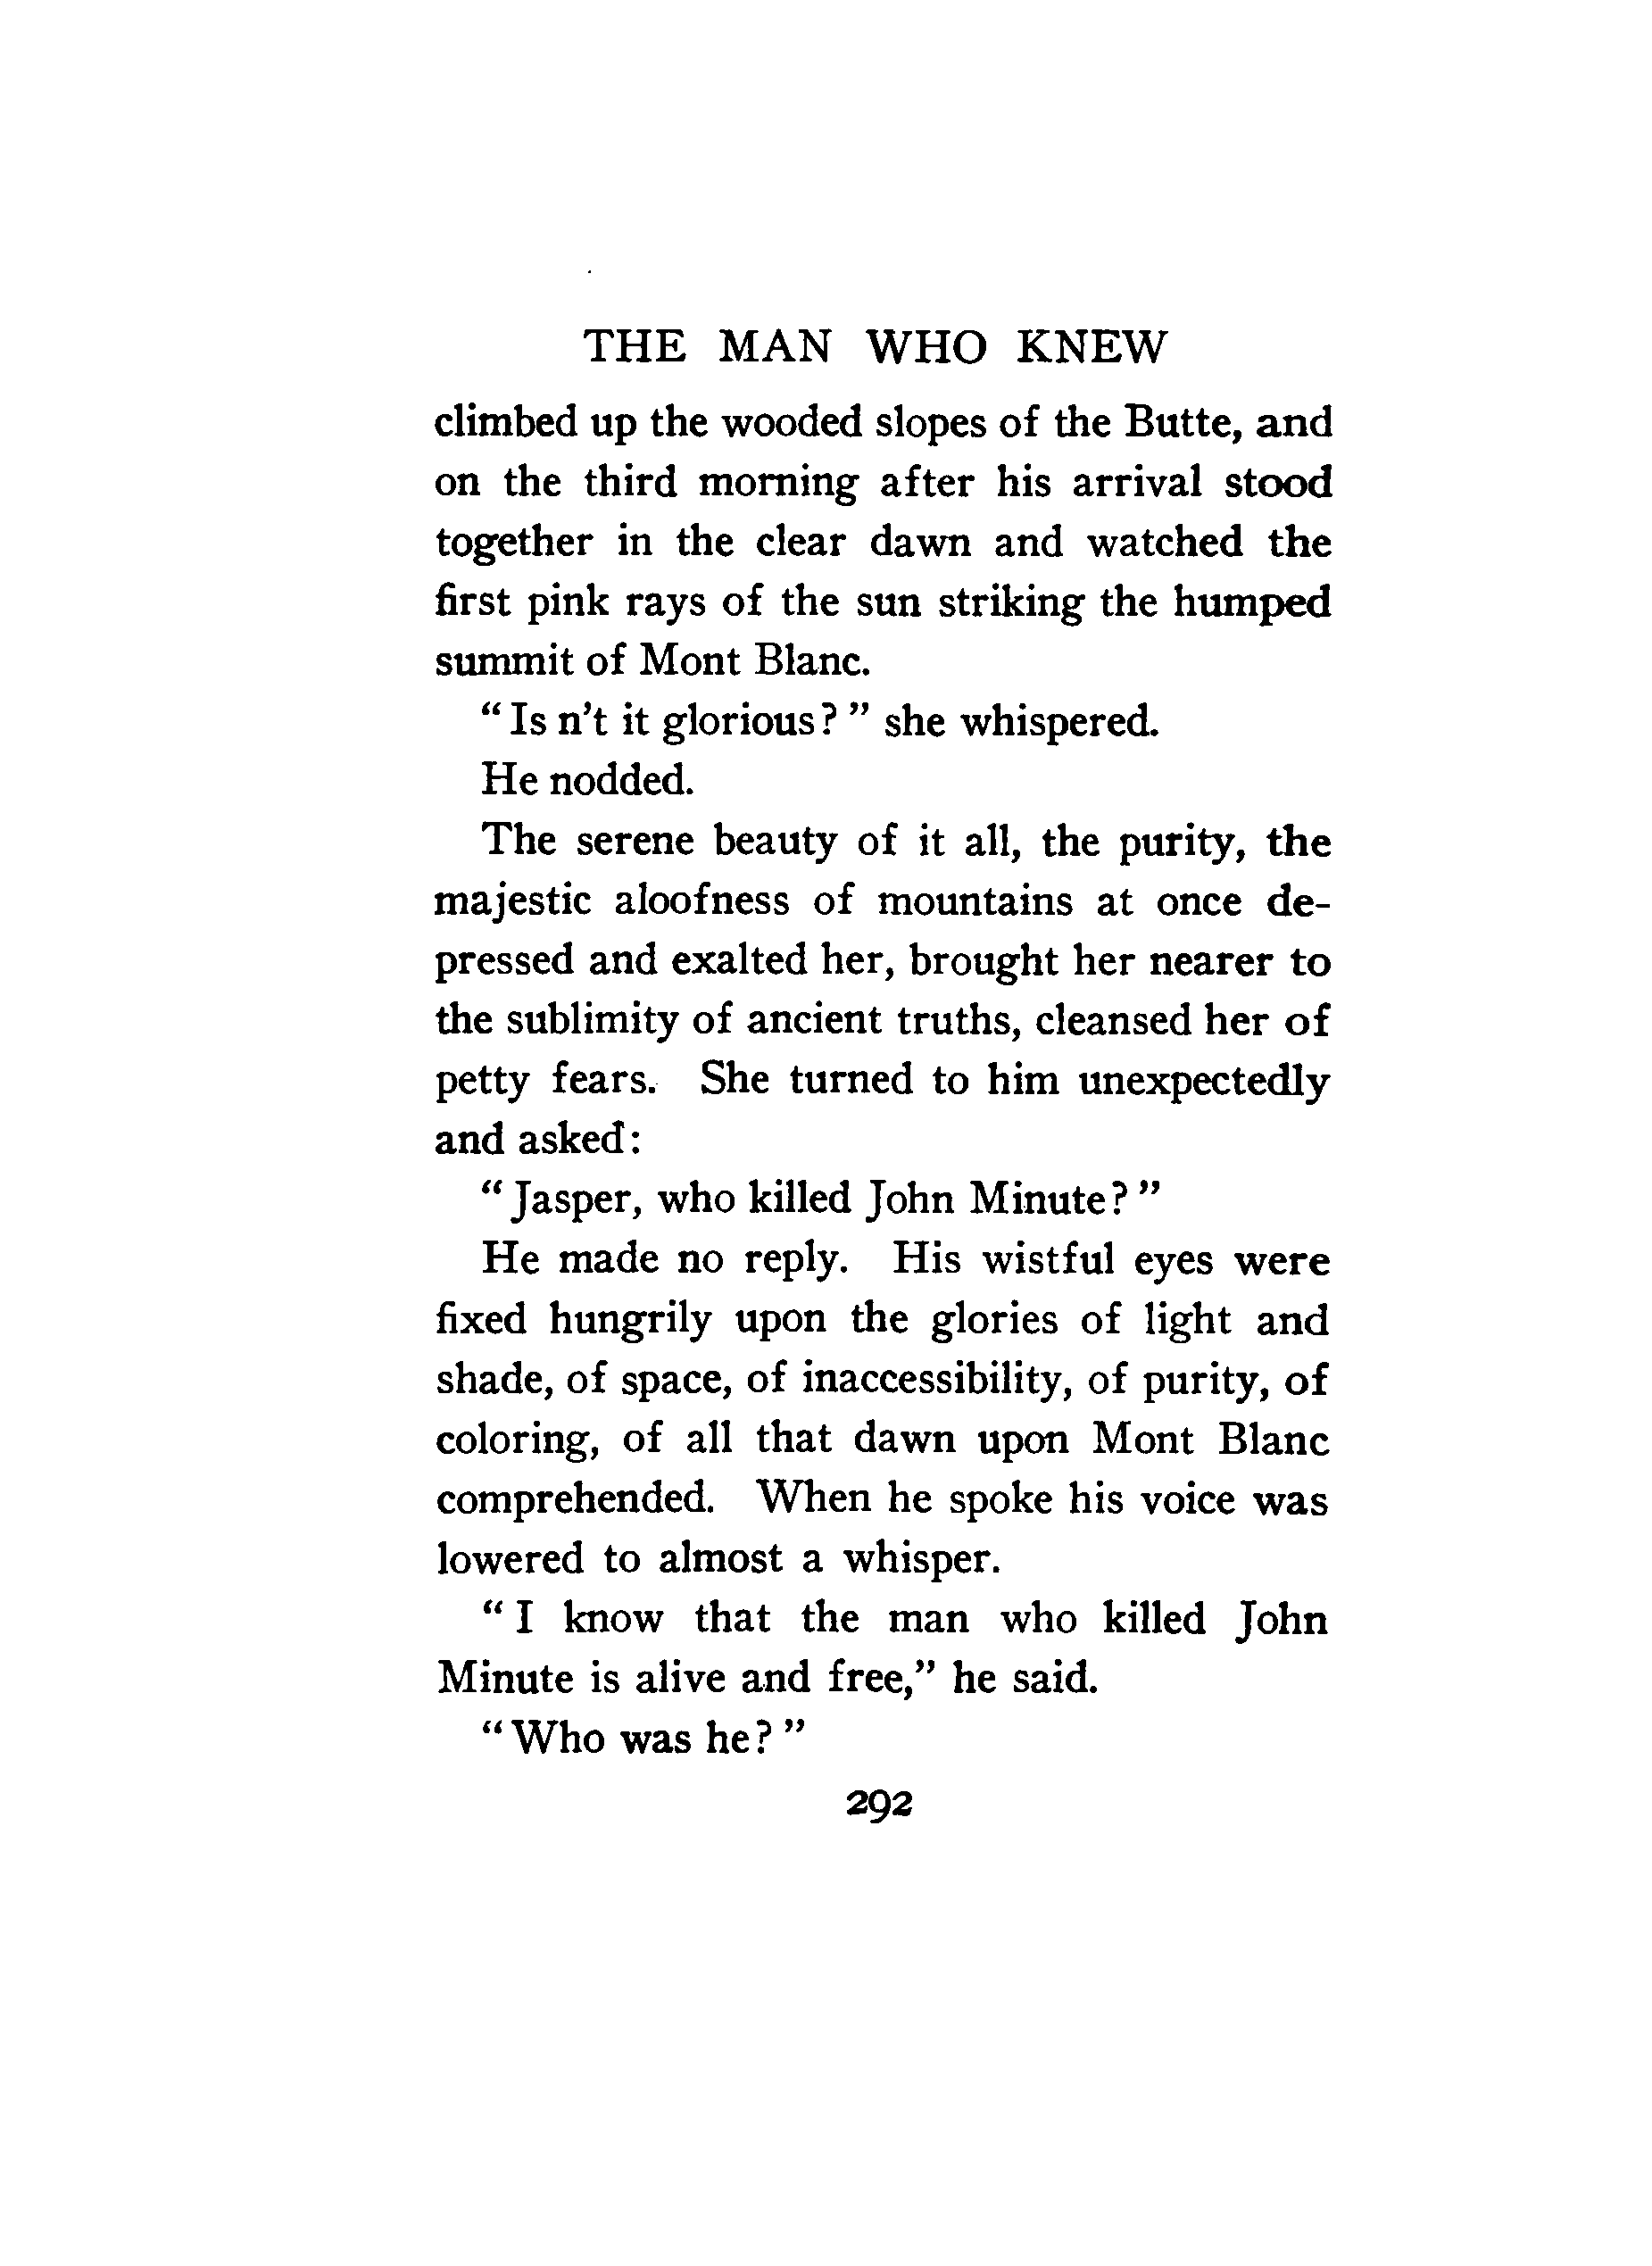 THE MAN WHO KNEW
climbed up the wooded slopes of the Butte, and
on the third morning after his arrival stood
together in the clear dawn and watched the
first pink rays of the sun striking the humped
summit of Mont Blanc.
“ Is n't it glorious? ” she whispered.
He nodded.
The serene beauty of it all, the purity, the
majestic aloofness of mountains at once de-
pressed and exalted her, brought her nearer to
the sublimity of ancient truths, cleansed her of
petty fears. She turned to him unexpectedly
and asked:
“ Jasper, who killed John Minute? ”
He made no reply. His wistful eyes were
fixed hungrily upon the glories of light and
shade, of space, of inaccessibility, of purity, of
coloring, of all that dawn upon Mont Blanc
comprehended. When he spoke his voice was
lowered to almost a whisper.
“ I know that the man who killed John
Minute is alive and free,” he said.
“ Who was he? ”
292